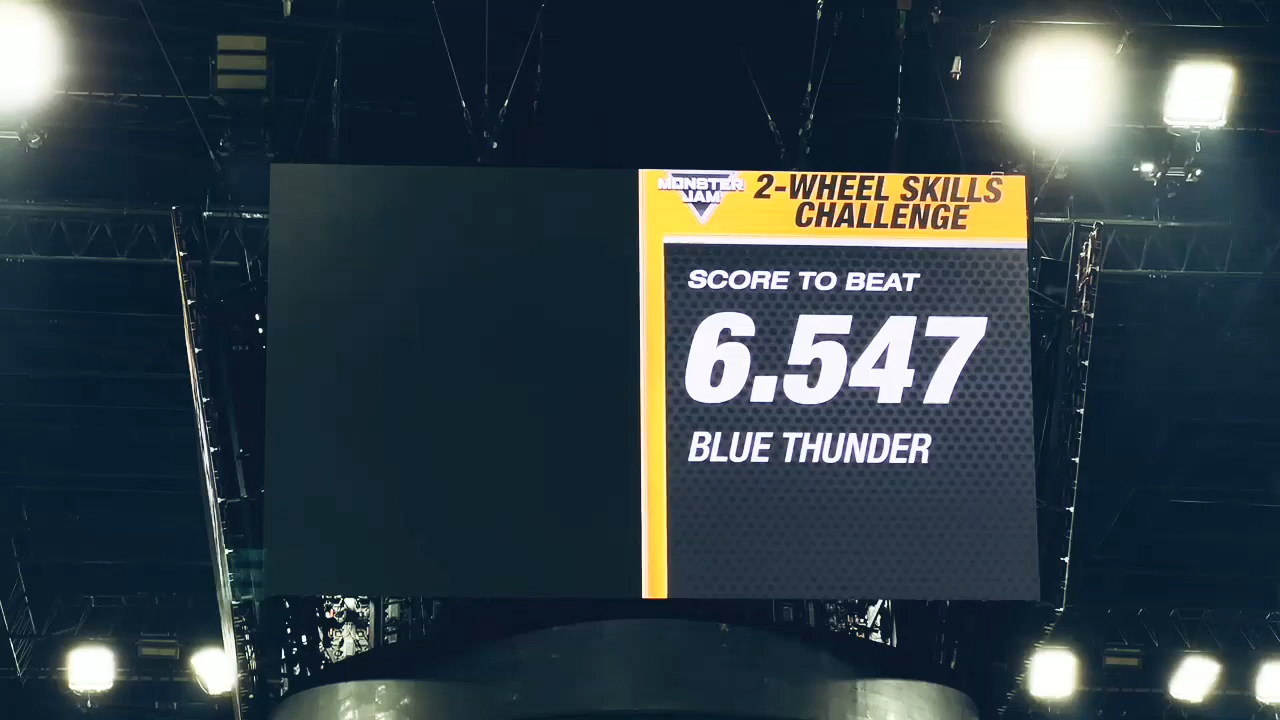 MONSTER
JAM
2-WHEEL SKILLS
CHALLENGE
SCORE TO BEAT
6.547
BLUE THUNDER